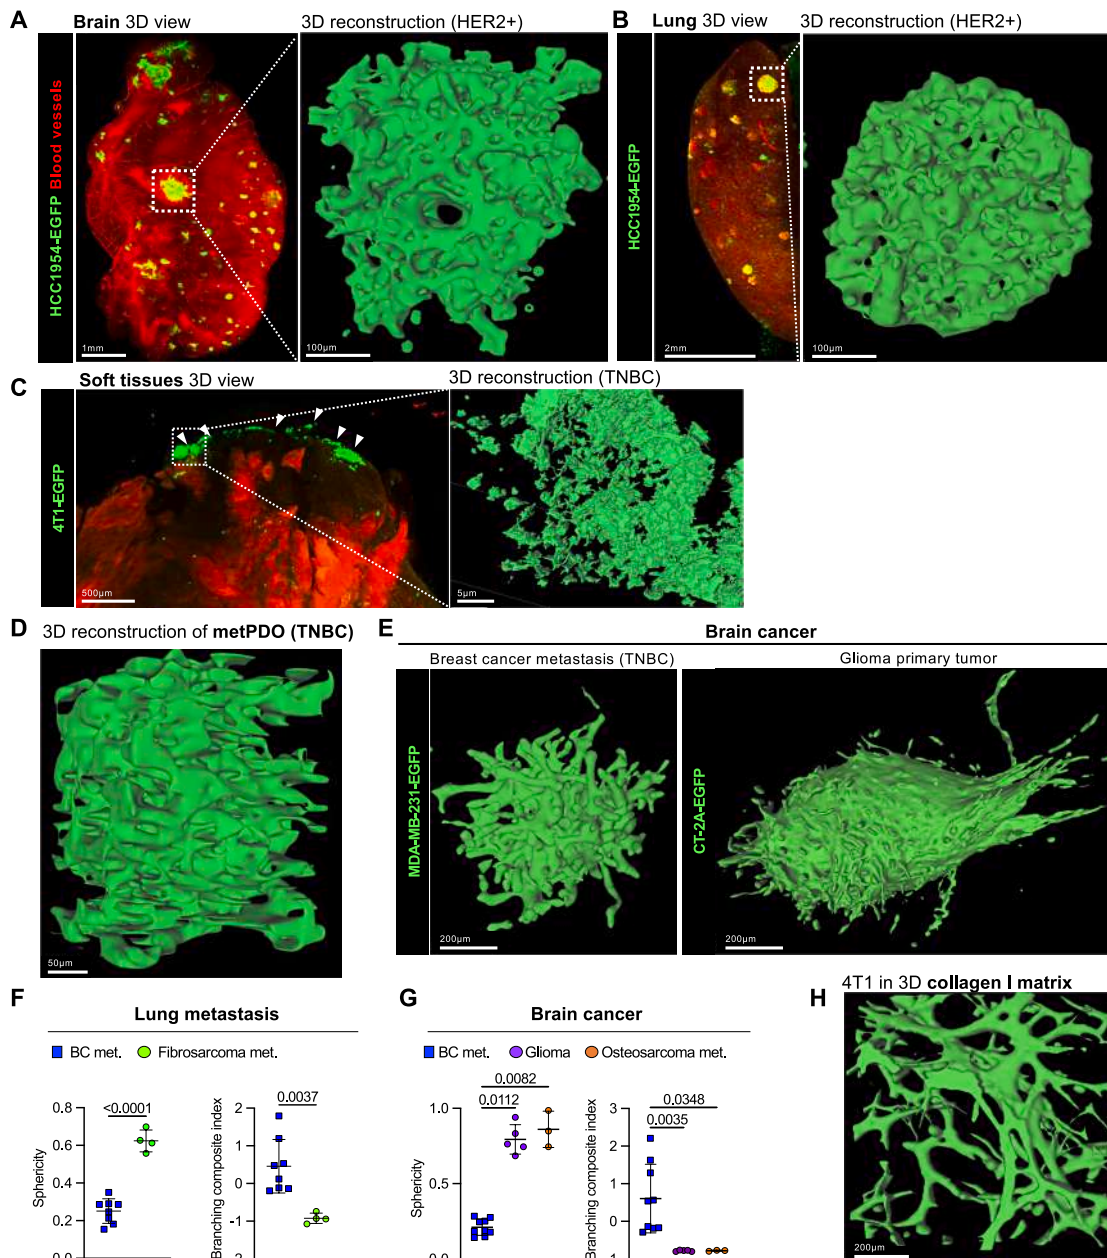 A
Brain 3D view
3D reconstruction (HER2+)
HCC1954-EGFP Blood vessels
1mm
100µm
B
Lung 3D view
3D reconstruction (HER2+)
HCC1954-EGFP
2mm
100µm
C
Soft tissues 3D view
3D reconstruction (TNBC)
4T1-EGFP
500µm
5µm
D
3D reconstruction of metPDO (TNBC)
50µm
E
Brain cancer
Breast cancer metastasis (TNBC)
Glioma primary tumor
MDA-MB-231-EGFP
200µm
CT-2A-EGFP
200µm
F
Lung metastasis
BC met.
Fibrosarcoma met.
Sphericity
0.8
0.6
0.4
0.2
0.0
<0.0001
Branching composite index
2
1
0
-1
-2
0.0037
G
Brain cancer
BC met.
Glioma
Osteosarcoma met.
Sphericity
1.0
0.5
0.0
0.0082
0.0112
Branching composite index
3
2
1
0
-1
0.0348
0.0035
H
4T1 in 3D collagen I matrix
200µm